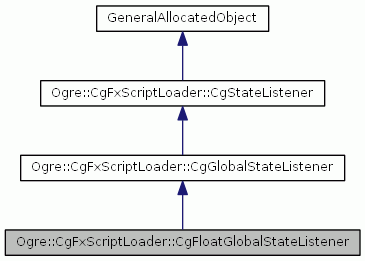 GeneralAllocatedObject
Ogre::CgFxScriptLoader::CgStateListener
Ogre::CgFxScriptLoader::CgGlobalStateListener
Ogre::CgFxScriptLoader::CgFloatGlobalStateListener